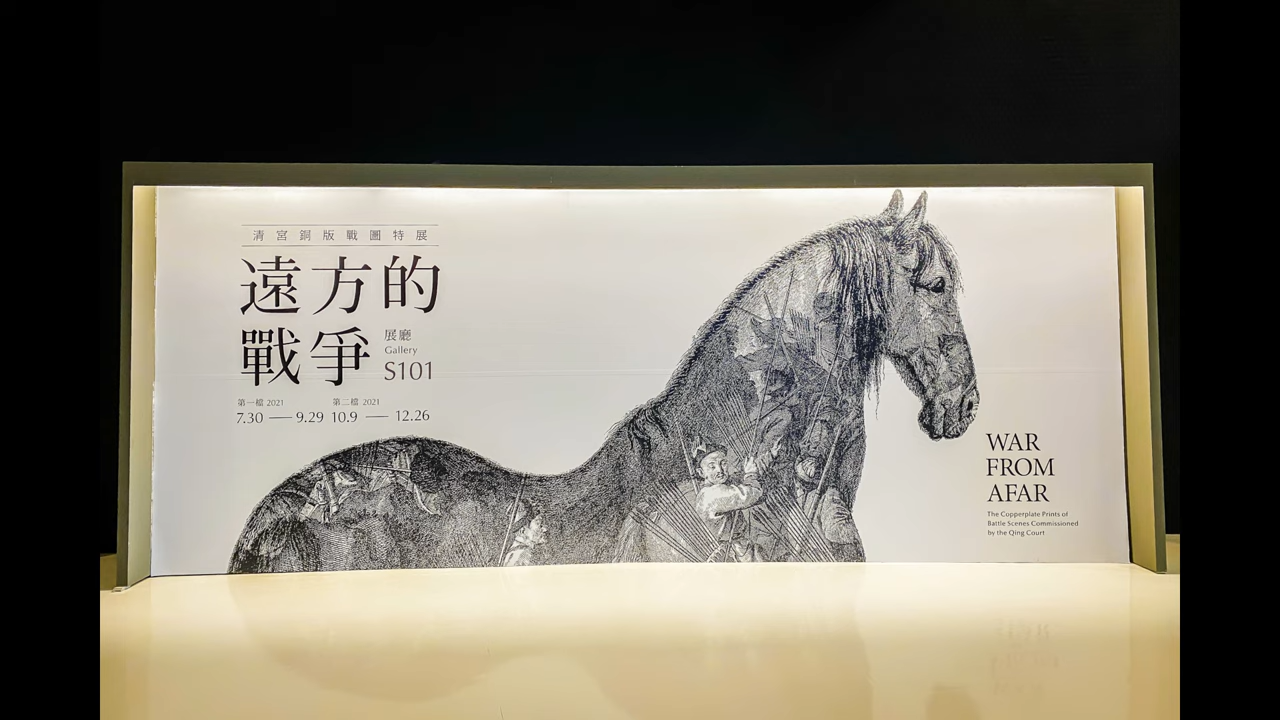 清宮銅版戰圖特展
遠方的
戰爭
展廳
Gallery
S101
第一檔 2021 第二檔 2021
7.30 — 9.29 10.9 — 12.26
WAR
FROM
AFAR
The Copperplate Prints of
Battle Scenes Commissioned
by the Qing Court